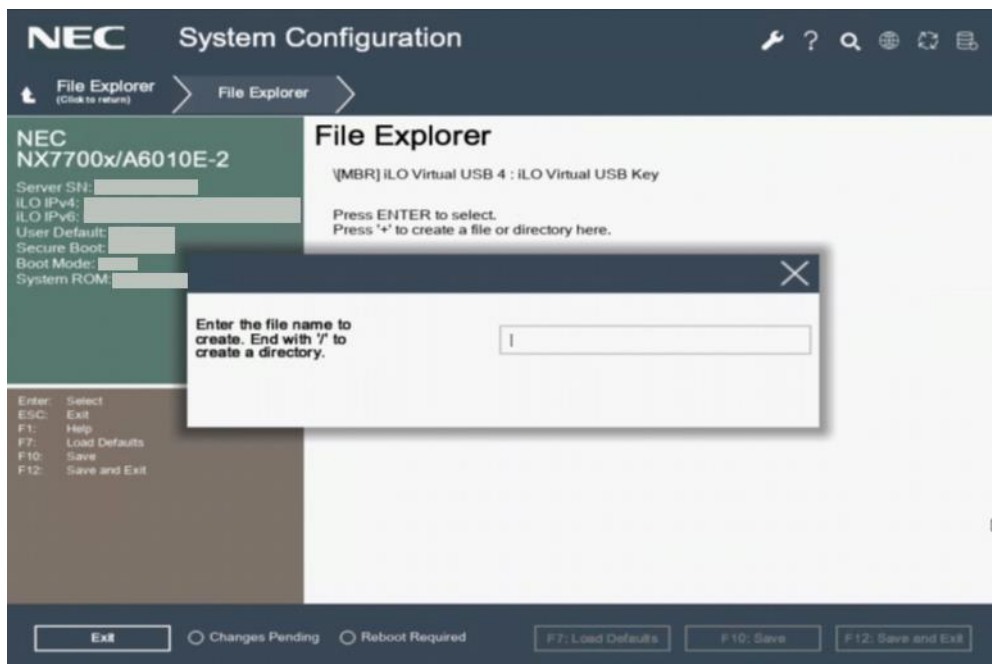 NEC System Configuration
File Explorer
(Click to return)
File Explorer
NEC
NX7700x/A6010E-2
Server SN:
iLO IPv4:
iLO IPv6:
User Default:
Secure Boot:
Boot Mode:
System ROM:
File Explorer
\[MBR] iLO Virtual USB 4 : iLO Virtual USB Key
Press ENTER to select.
Press '+' to create a file or directory here.
Enter the file name to
create. End with '/' to
create a directory.
Enter: Select
ESC: Exit
F1: Help
F7: Load Defaults
F10: Save
F12: Save and Exit
Exit
Changes Pending
Reboot Required
F7: Load Defaults
F10: Save
F12: Save and Exit